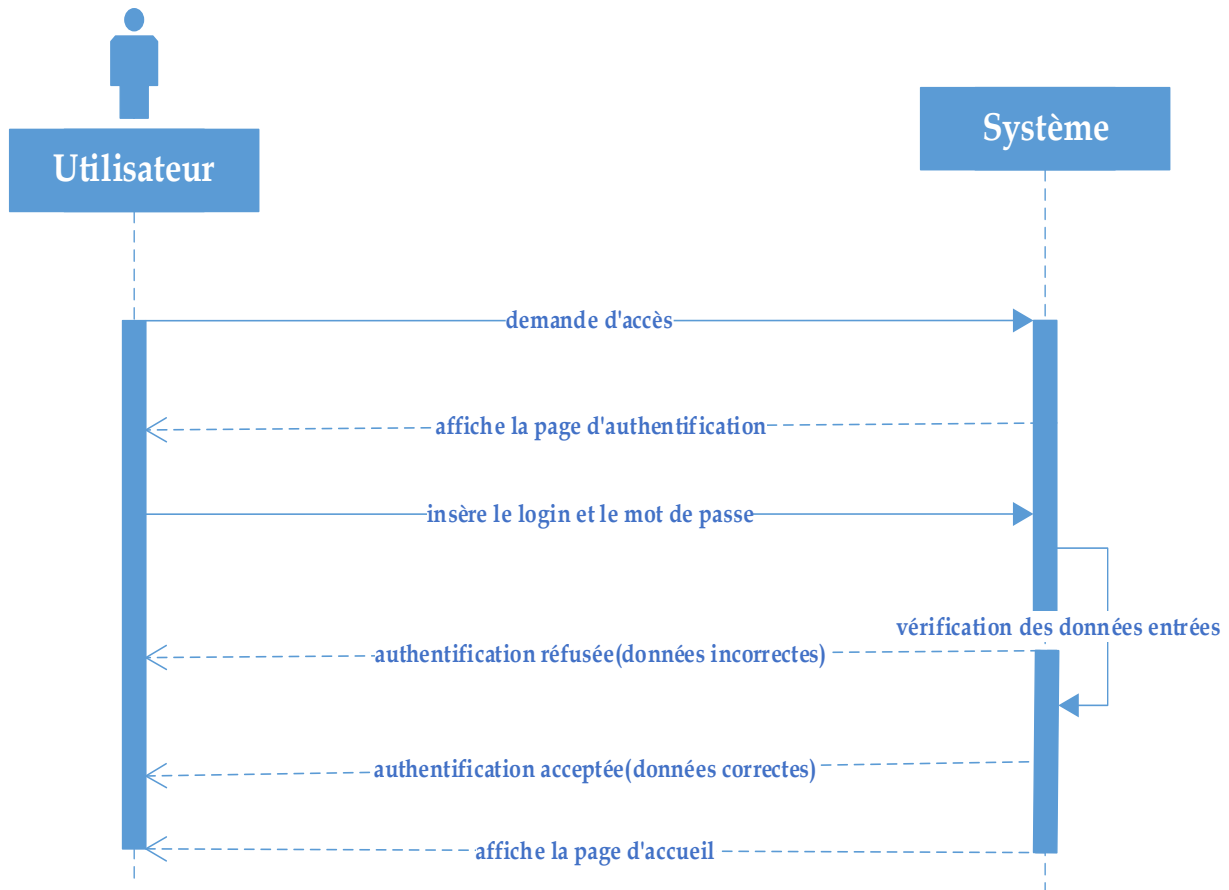 Utilisateur
Système
demande d'accès
affiche la page d'authentification
insère le login et le mot de passe
vérification des données entrées
authentification réfusée(données incorrectes)
authentification acceptée(données correctes)
affiche la page d'accueil